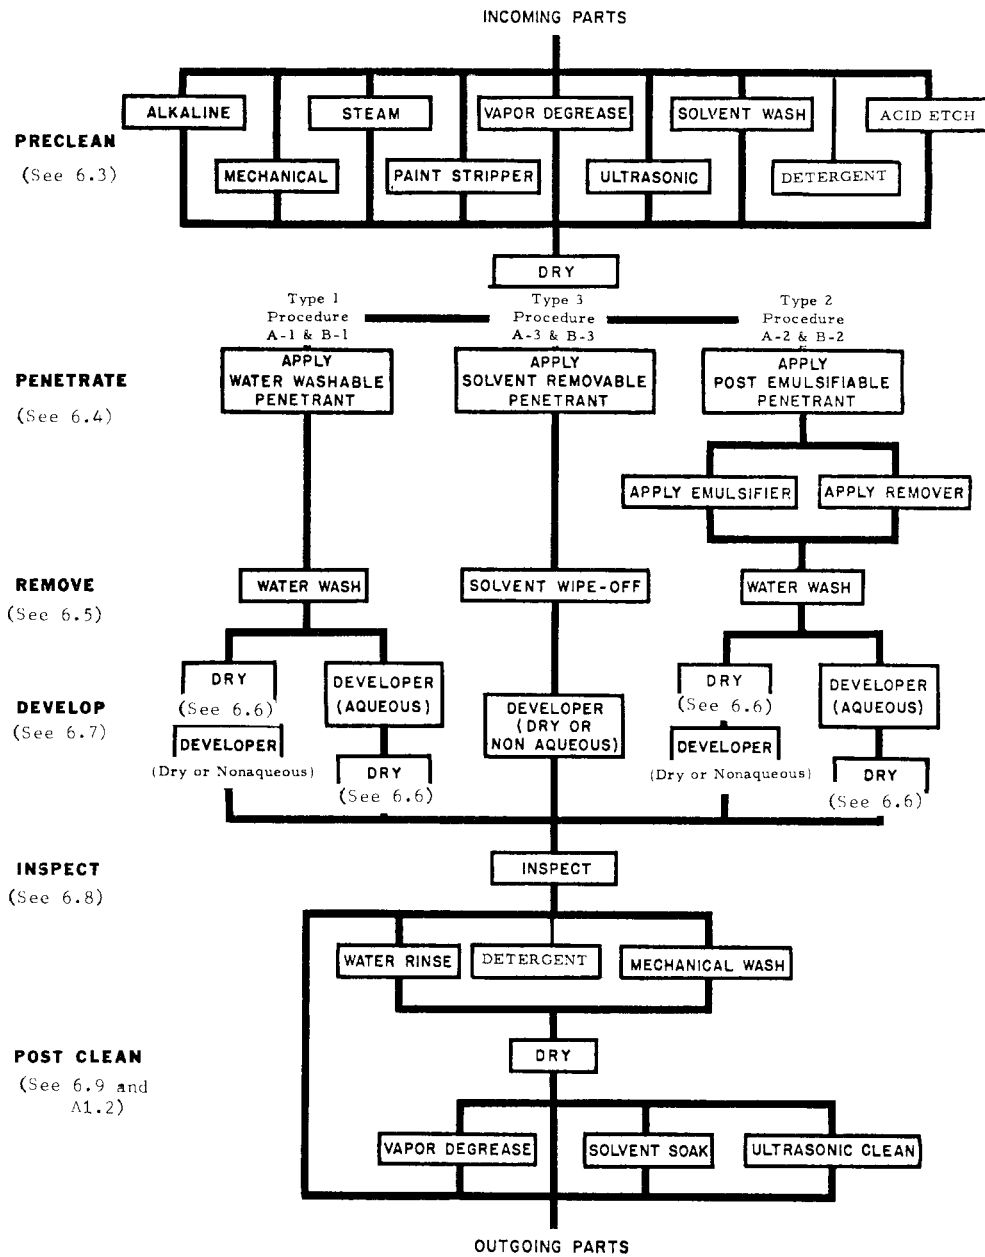 INCOMING PARTS
ALKALINE
STEAM
VAPOR DEGREASE
SOLVENT WASH
ACID ETCH
PRECLEAN
(See 6.3)
MECHANICAL
PAINT STRIPPER
ULTRASONIC
DETERGENT
DRY
Type 1
Procedure
A-1 & B-1
Type 3
Procedure
A-3 & B-3
Type 2
Procedure
A-2 & B-2
PENETRATE
(See 6.4)
APPLY
WATER WASHABLE
PENETRANT
APPLY
SOLVENT REMOVABLE
PENETRANT
APPLY
POST EMULSIFIABLE
PENETRANT
APPLY EMULSIFIER
APPLY REMOVER
REMOVE
(See 6.5)
WATER WASH
SOLVENT WIPE-OFF
WATER WASH
DEVELOP
(See 6.7)
DRY
(See 6.6)
DEVELOPER
(Dry or Nonaqueous)
DEVELOPER
(AQUEOUS)
DRY
(See 6.6)
DEVELOPER
(DRY OR
NON AQUEOUS)
DRY
(See 6.6)
DEVELOPER
(Dry or Nonaqueous)
DEVELOPER
(AQUEOUS)
DRY
(See 6.6)
INSPECT
(See 6.8)
INSPECT
WATER RINSE
DETERGENT
MECHANICAL WASH
POST CLEAN
(See 6.9 and
A1.2)
DRY
VAPOR DEGREASE
SOLVENT SOAK
ULTRASONIC CLEAN
OUTGOING PARTS